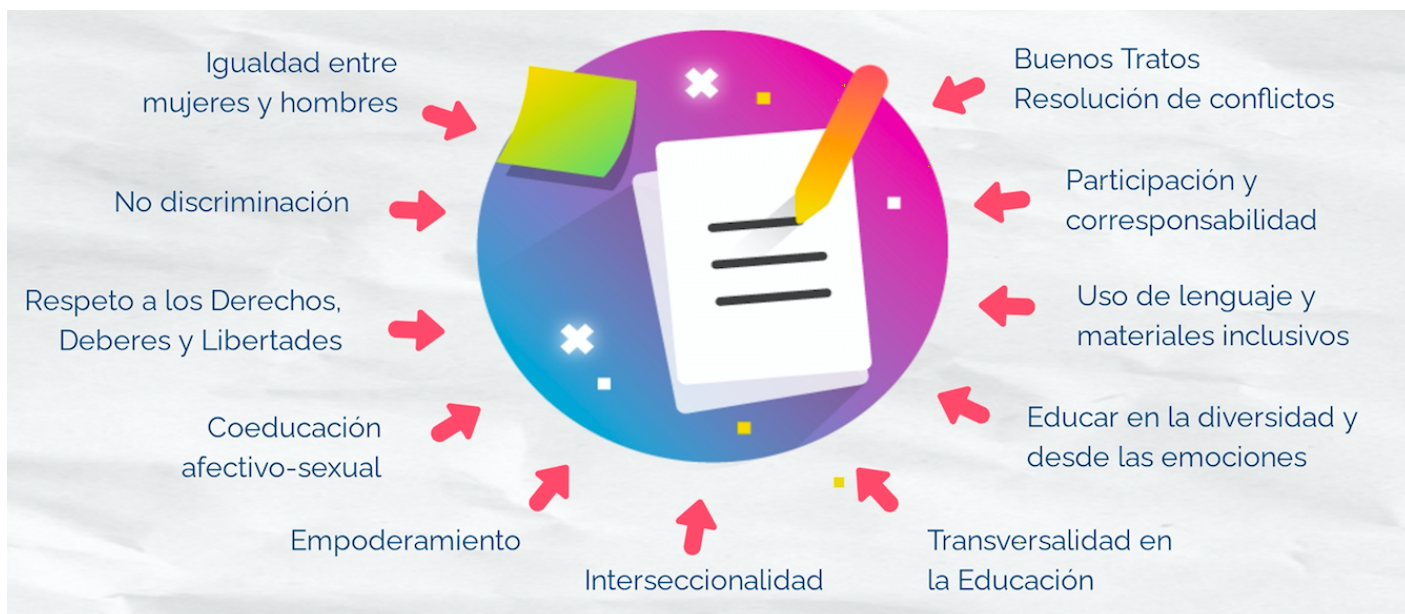 Igualdad entre
mujeres y hombres
No discriminación
Respeto a los Derechos,
Deberes y Libertades
Coeducación
afectivo-sexual
Empoderamiento
Interseccionalidad
Buenos Tratos
Resolución de conflictos
Participación y
corresponsabilidad
Uso de lenguaje y
materiales inclusivos
Educar en la diversidad y
desde las emociones
Transversalidad en
la Educación